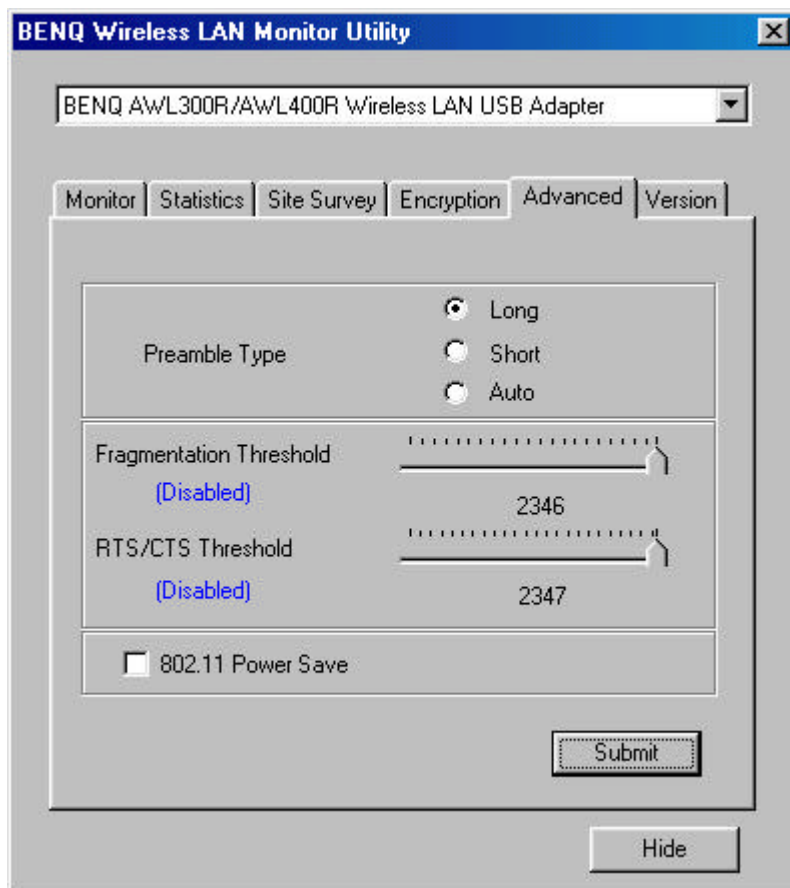 BENQ Wireless LAN Monitor Utility
BENQ AWL300R/AWL400R Wireless LAN USB Adapter
Monitor Statistics Site Survey Encryption Advanced Version
Long
Preamble Type Short
Auto
Fragmentation Threshold
(Disabled)
2346
RTS/CTS Threshold
(Disabled)
2347
802.11 Power Save
Submit
Hide